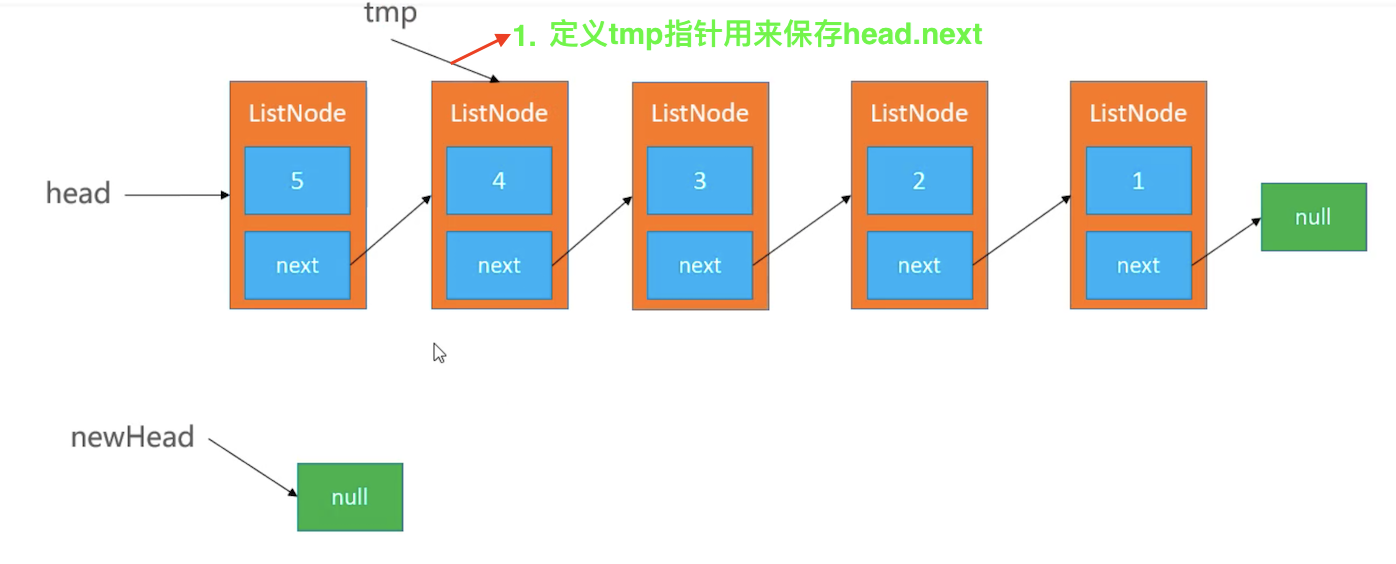 tmp
1. 定义tmp指针用来保存head.next
ListNode ListNode ListNode ListNode ListNode
head 5 4 3 2 1
null
next next next next next
newHead
null